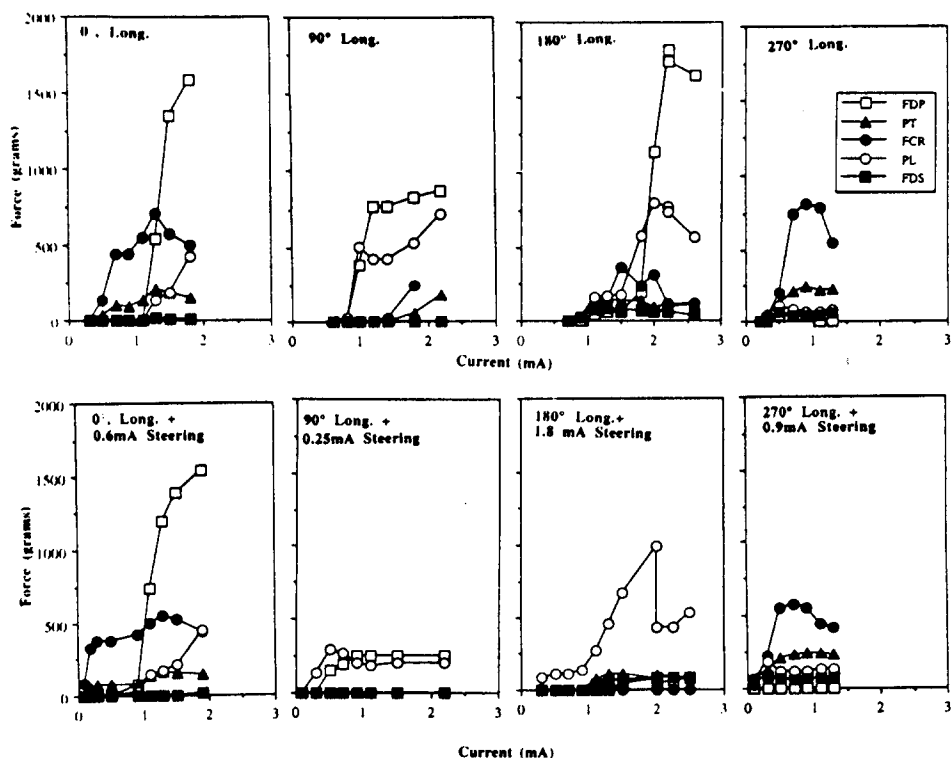 2000
1500
1000
500
0
Force (grams)
0 , Long.
90° Long.
180° Long.
270° Long.
FDP
PT
FCR
PL
FDS
0 1 2 3
0 1 2 3
0 1 2 3
0 1 2 3
Current (mA)
2000
1500
1000
500
0
Force (grams)
0 , Long. +
0.6mA Steering
90° Long +
0.25mA Steering
180° Long+
1.8 mA Steering
270° Long +
0.9mA Steering
0 1 2 3
0 1 2 3
0 1 2 3
0 1 2 3
Current (mA)